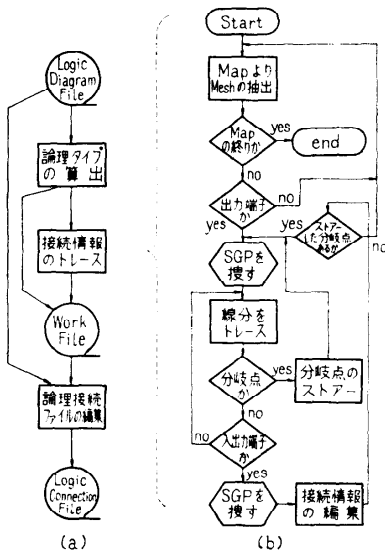 Logic
Diagram
File
論理タイプ
の算出
接続情報
のトレース
Work
File
論理接続
ファイルの編集
Logic
Connection
File
(a)
Start
Mapより
Meshの抽出
Map
の終りか
yes
end
no
出力端子
か
no
yes
ストアー
した分岐点
あるか
yes
no
SGPを
捜す
線分を
トレース
分岐点
か
yes
分岐点の
ストアー
no
入出力端子
か
no
yes
SGPを
捜す
接続情報
の編集
(b)